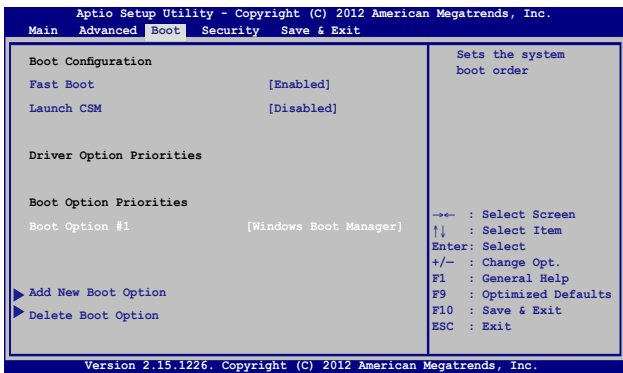 Aptio Setup Utility - Copyright (C) 2012 American Megatrends, Inc.
Main Advanced Boot Security Save & Exit
Boot Configuration
Fast Boot [Enabled]
Launch CSM [Disabled]
Driver Option Priorities
Boot Option Priorities
Boot Option #1 [Windows Boot Manager]
Add New Boot Option
Delete Boot Option
Sets the system
boot order
→← : Select Screen
↑↓ : Select Item
Enter: Select
+/— : Change Opt.
F1 : General Help
F9 : Optimized Defaults
F10 : Save & Exit
ESC : Exit
Version 2.15.1226. Copyright (C) 2012 American Megatrends, Inc.